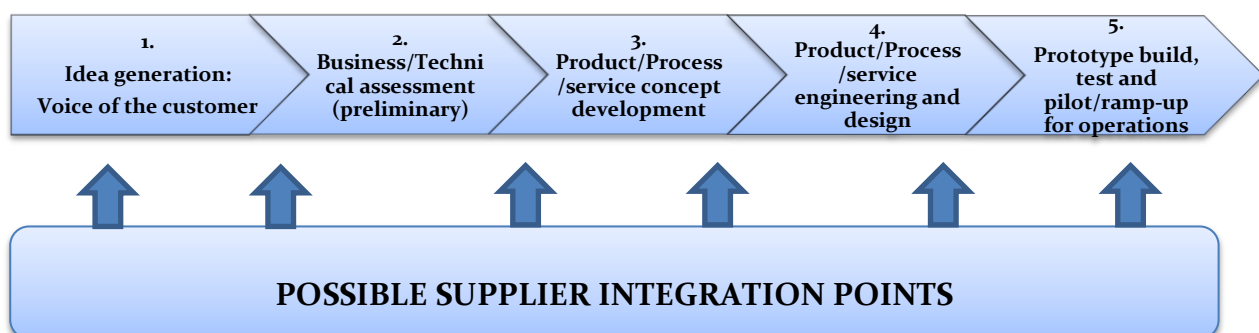 1.
Idea generation:
Voice of the customer
2.
Business/Techni
cal assessment
(preliminary)
3.
Product/Process
/service concept
development
4.
Product/Process
/service
engineering and
design
5.
Prototype build,
test and
pilot/ramp-up
for operations
POSSIBLE SUPPLIER INTEGRATION POINTS